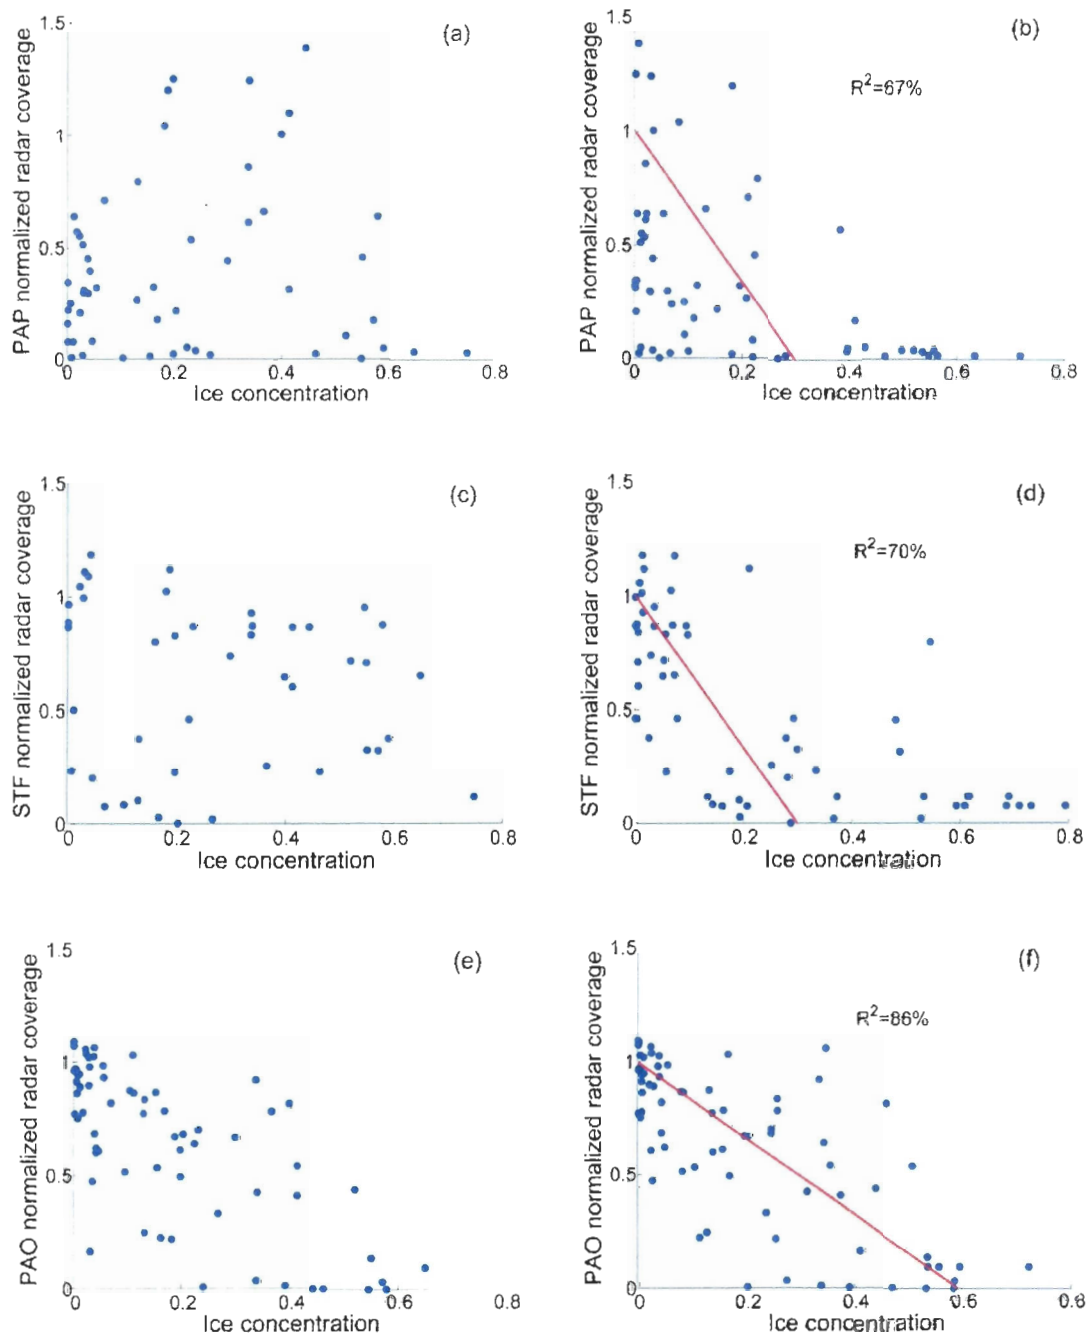 1.5
(a)
PAP normalized radar coverage
1
0.5
0
0 0.2 0.4 0.6 0.8
Ice concentration
1.5
(b)
R²=67%
PAP normalized radar coverage
1
0.5
0
0 0.2 0.4 0.6 0.8
Ice concentration
1.5
(c)
STF normalized radar coverage
1
0.5
0
0 0.2 0.4 0.6 0.8
Ice concentration
1.5
(d)
R²=70%
STF normalized radar coverage
1
0.5
0
0 0.2 0.4 0.6 0.8
Ice concentration
1.5
(e)
PAO normalized radar coverage
1
0.5
0
0 0.2 0.4 0.6 0.8
Ice concentration
1.5
(f)
R²=86%
PAO normalized radar coverage
1
0.5
0
0 0.2 0.4 0.6 0.8
Ice concentration